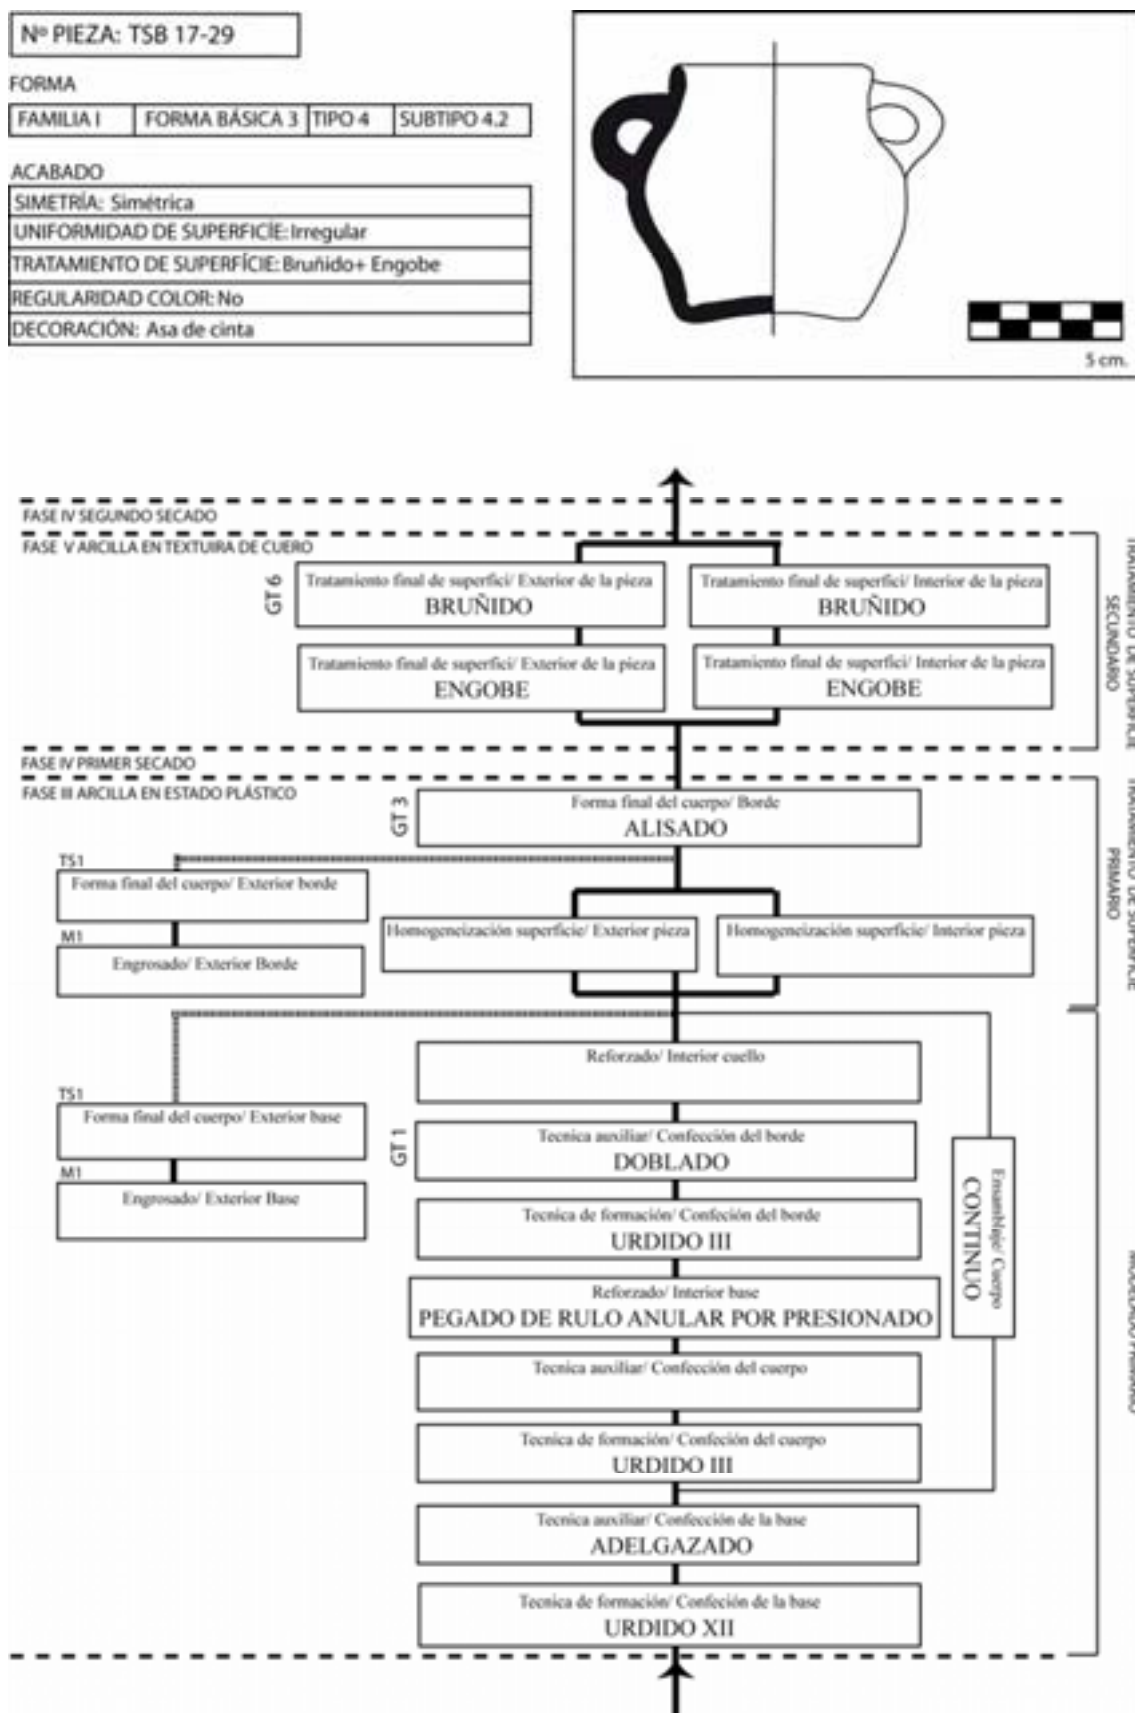 Nº PIEZA: TSB 17-29
FORMA
FAMILIA I FORMA BÁSICA 3 TIPO 4 SUBTIPO 4.2
ACABADO
SIMETRÍA: Simétrica
UNIFORMIDAD DE SUPERFICÍE: Irregular
TRATAMIENTO DE SUPERFÍCIE: Bruñido+ Engobe
REGULARIDAD COLOR: No
DECORACIÓN: Asa de cinta
5 cm.
FASE IV SEGUNDO SECADO
FASE V ARCILLA EN TEXTUIRA DE CUERO
GT 6
Tratamiento final de superfici/ Exterior de la pieza
BRUÑIDO
Tratamiento final de superfici/ Interior de la pieza
BRUÑIDO
Tratamiento final de superfici/ Exterior de la pieza
ENGOBE
Tratamiento final de superfici/ Interior de la pieza
ENGOBE
TRATAMIENTO DE SUPERFICIE
SECUNDARIO
FASE IV PRIMER SECADO
FASE III ARCILLA EN ESTADO PLÁSTICO
GT 3
Forma final del cuerpo/ Borde
ALISADO
TS1
Forma final del cuerpo/ Exterior borde
M1
Engrosado/ Exterior Borde
Homogeneización superficie/ Exterior pieza
Homogeneización superficie/ Interior pieza
TRATAMIENTO DE SUPERFICIE
PRIMARIO
Reforzado/ Interior cuello
TS1
Forma final del cuerpo/ Exterior base
M1
Engrosado/ Exterior Base
GT 1
Tecnica auxiliar/ Confección del borde
DOBLADO
Tecnica de formación/ Confeción del borde
URDIDO III
Reforzado/ Interior base
PEGADO DE RULO ANULAR POR PRESIONADO
Tecnica auxiliar/ Confección del cuerpo
Tecnica de formación/ Confeción del cuerpo
URDIDO III
Ensamblaje/ Cuerpo
CONTINUO
MODELADO PRIMARIO
Tecnica auxiliar/ Confección de la base
ADELGAZADO
Tecnica de formación/ Confeción de la base
URDIDO XII